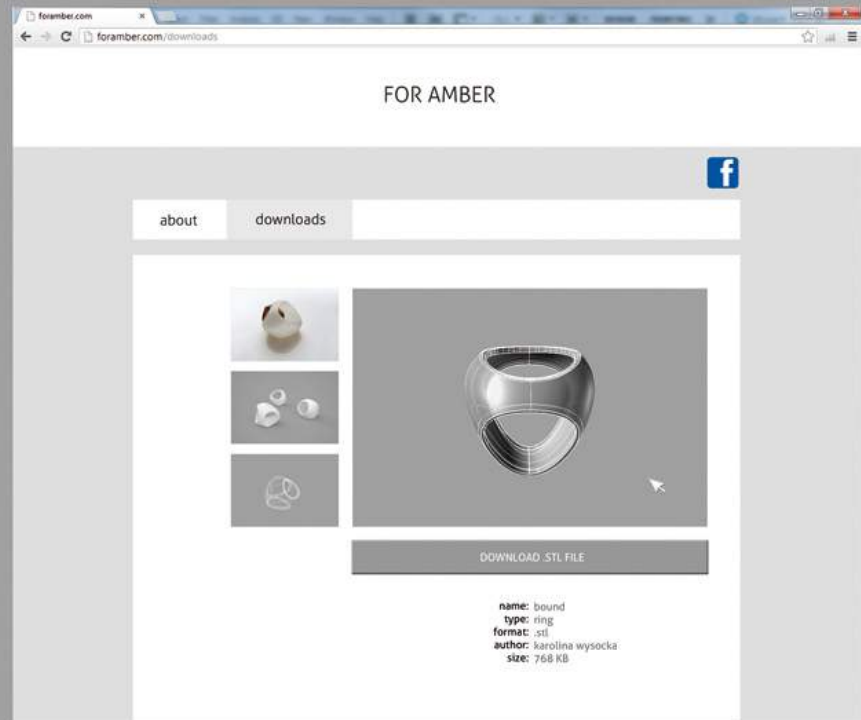 foramber.com
foramber.com/downloads
FOR AMBER
f
about
downloads
DOWNLOAD .STL FILE
name: bound
type: ring
format: .stl
author: karolina wysocka
size: 768 KB